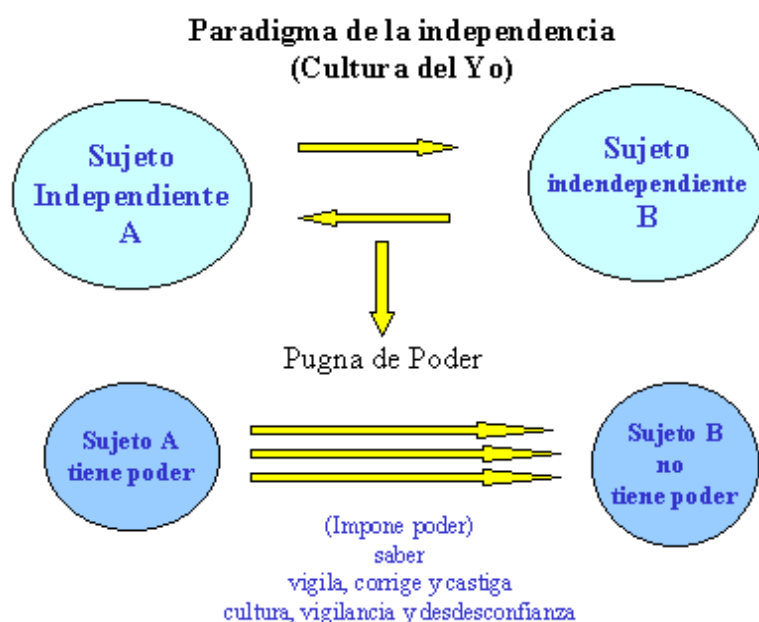 Paradigma de la independencia
(Cultura del Yo)
Sujeto
Independiente
A
Sujeto
indendependiente
B
Pugna de Poder
Sujeto A
tiene poder
Sujeto B
no
tiene poder
(Impone poder)
saber
vigila, corrige y castiga
cultura, vigilancia y desdesconfianza